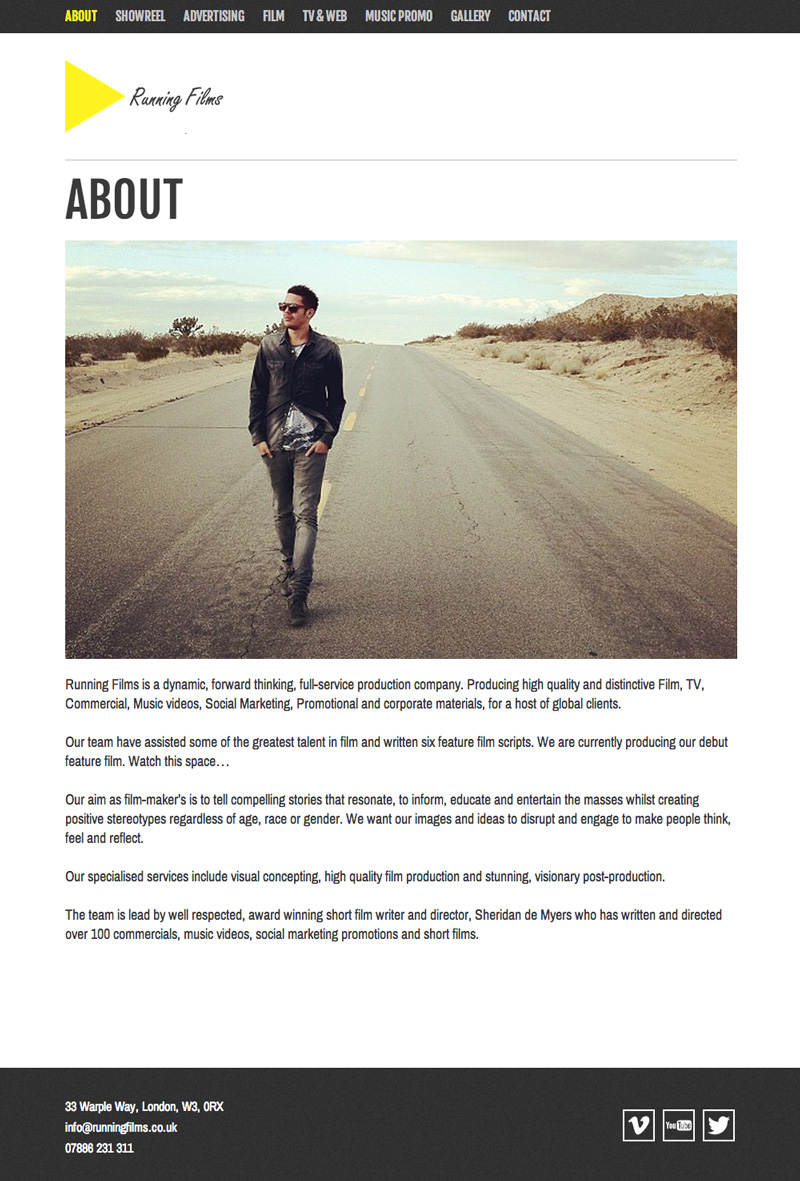 ABOUT SHOWREEL ADVERTISING FILM TV & WEB MUSIC PROMO GALLERY CONTACT
Running Films
ABOUT
Running Films is a dynamic, forward thinking, full-service production company. Producing high quality and distinctive Film, TV,
Commercial, Music videos, Social Marketing, Promotional and corporate materials, for a host of global clients.
Our team have assisted some of the greatest talent in film and written six feature film scripts. We are currently producing our debut
feature film. Watch this space…
Our aim as film-maker's is to tell compelling stories that resonate, to inform, educate and entertain the masses whilst creating
positive stereotypes regardless of age, race or gender. We want our images and ideas to disrupt and engage to make people think,
feel and reflect.
Our specialised services include visual concepting, high quality film production and stunning, visionary post-production.
The team is lead by well respected, award winning short film writer and director, Sheridan de Myers who has written and directed
over 100 commercials, music videos, social marketing promotions and short films.
33 Warple Way, London, W3, 0RX
info@runningfilms.co.uk
07886 231 311
You Tube